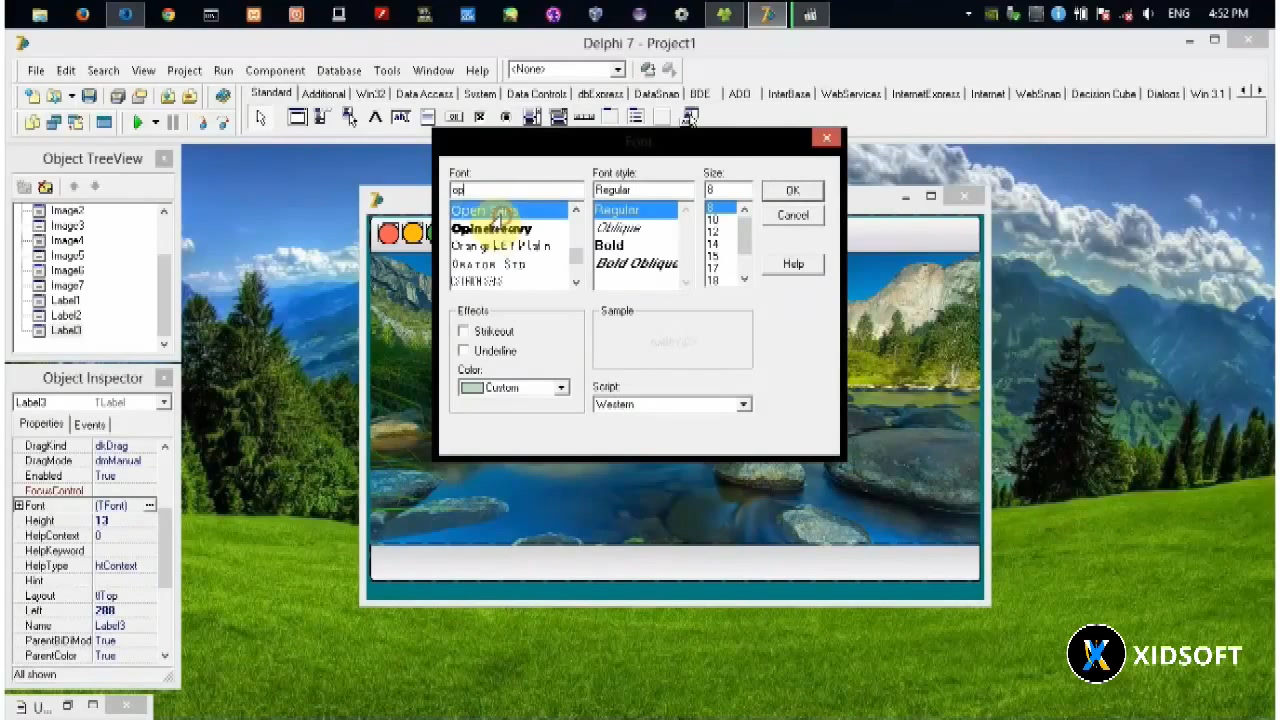 ENG 4:52 PM
Delphi 7 - Project1
File Edit Search View Project Run Component Database Tools Window Help <None>
Standard Additional Win32 Data Access Data Controls dbExpress DataSnap BDE ADO InterBase WebServices InternetExpress Internet WebSnap Decision Cube Dialogs Win 3.1
System
Object TreeView
Image2
Image3
Image4
Image5
Image6
Image7
Label1
Label2
Label3
Object Inspector
Label3 TLabel
Properties Events
DragKind dkDrag
DragMode dmManual
Enabled True
FocusControl
Font (TFont) ...
Height 13
HelpContext 0
HelpKeyword
HelpType htContext
Hint
Layout tlTop
Left 288
Name Label3
ParentBiDiMod True
ParentColor True
All shown
U...
Font
Font: Font style: Size:
op Regular 8 OK
Open Sans Regular 8
Oblique 10 Cancel
Orange LET Plain Bold 12
Orator Std Bold Oblique 14
15 Help
17
18
Effects Sample
Strikeout
Underline
Color:
Custom
Script:
Western
XIDSOFT